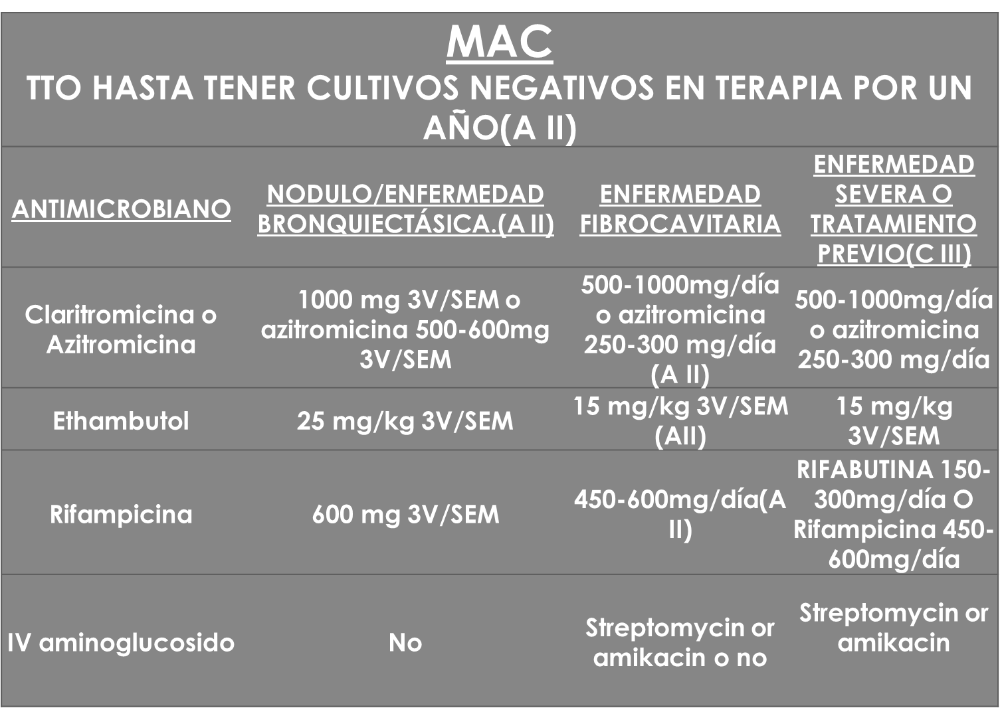 MAC
TTO HASTA TENER CULTIVOS NEGATIVOS EN TERAPIA POR UN
AÑO(A II)
ANTIMICROBIANO
NODULO/ENFERMEDAD
BRONQUIECTÁSICA.(A II)
ENFERMEDAD
FIBROCAVITARIA
ENFERMEDAD
SEVERA O
TRATAMIENTO
PREVIO(C III)
Claritromicina o
Azitromicina
1000 mg 3V/SEM o
azitromicina 500-600mg
3V/SEM
500-1000mg/día
o azitromicina
250-300 mg/día
(A II)
500-1000mg/día
o azitromicina
250-300 mg/día
Ethambutol
25 mg/kg 3V/SEM
15 mg/kg 3V/SEM
(AII)
15 mg/kg
3V/SEM
Rifampicina
600 mg 3V/SEM
450-600mg/día(A
II)
RIFABUTINA 150-
300mg/día O
Rifampicina 450-
600mg/día
IV aminoglucosido
No
Streptomycin or
amikacin o no
Streptomycin or
amikacin